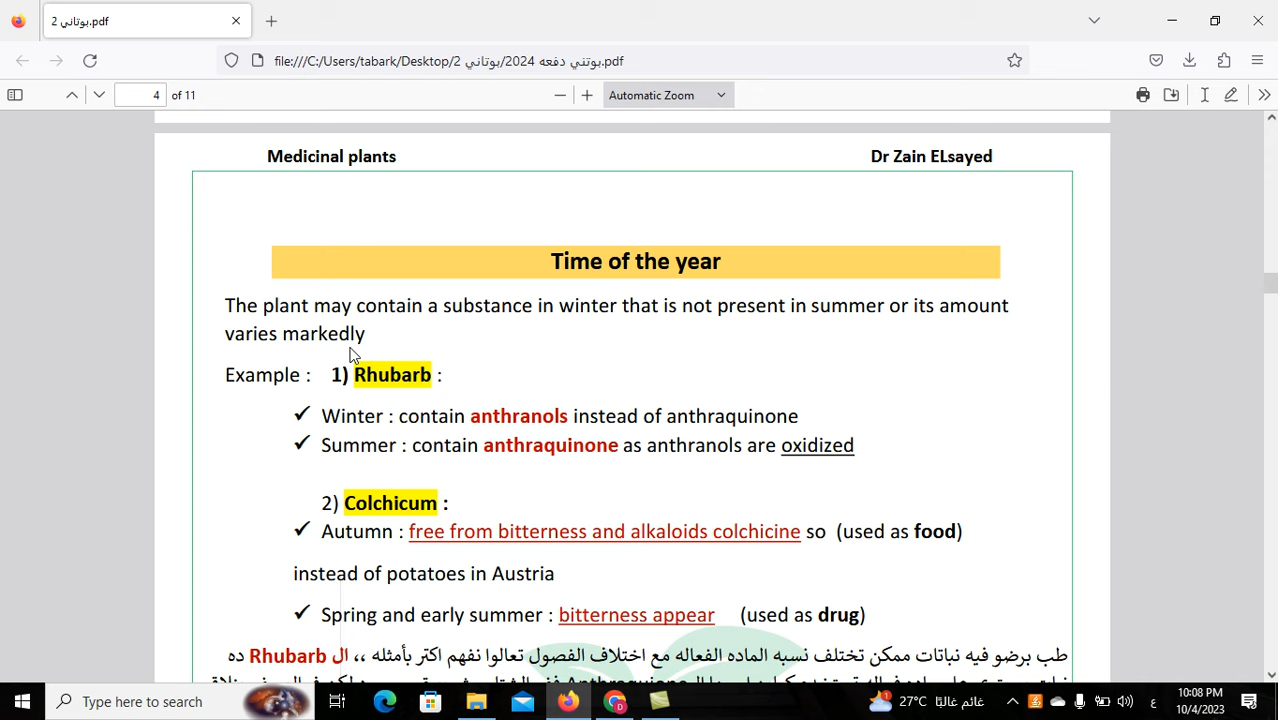 بوتاني 2.pdf
file:///C:/Users/tabark/Desktop/بوتني دفعه 2024/بوتاني 2.pdf
4 of 11
Automatic Zoom
Medicinal plants Dr Zain ELsayed
Time of the year
The plant may contain a substance in winter that is not present in summer or its amount
varies markedly
Example : 1) Rhubarb :
✓ Winter : contain anthranols instead of anthraquinone
✓ Summer : contain anthraquinone as anthranols are oxidized
2) Colchicum :
✓ Autumn : free from bitterness and alkaloids colchicine so (used as food)
instead of potatoes in Austria
✓ Spring and early summer : bitterness appear (used as drug)
طب برضو فيه نباتات ممكن تختلف نسبه الماده الفعاله مع اختلاف الفصول تعالوا نفهم اكتر بأمثله ،، ال Rhubarb ده
Type here to search
27°C غائم غالبًا
ع
10:08 PM
10/4/2023